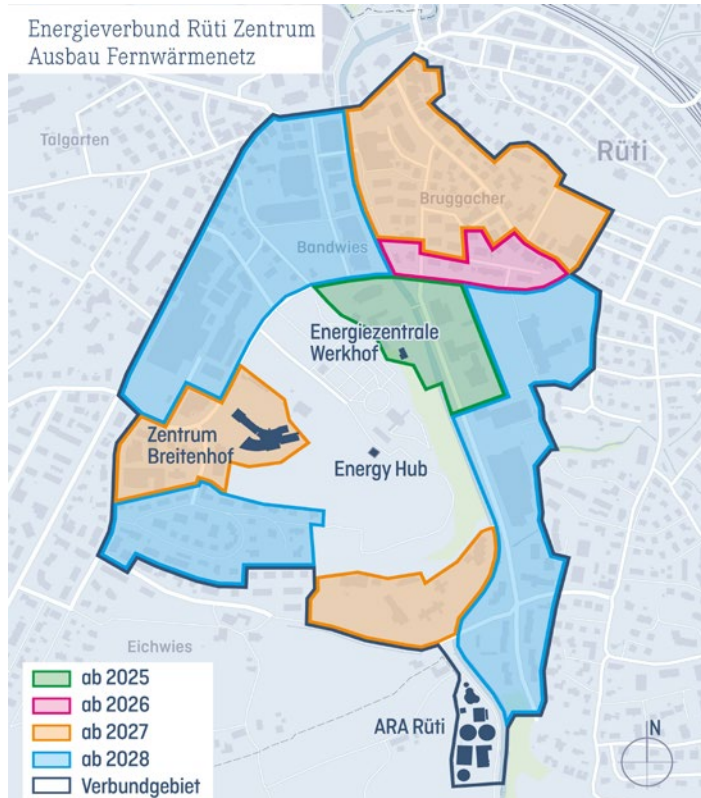 Energieverbund Rüti Zentrum
Ausbau Fernwärmenetz
Talgarten
Rüti
Bruggacher
Bandwies
Energiezentrale
Werkhof
Zentrum
Breitenhof
Energy Hub
Eichwies
ab 2025
ab 2026
ab 2027
ab 2028
Verbundgebiet
ARA Rüti
N